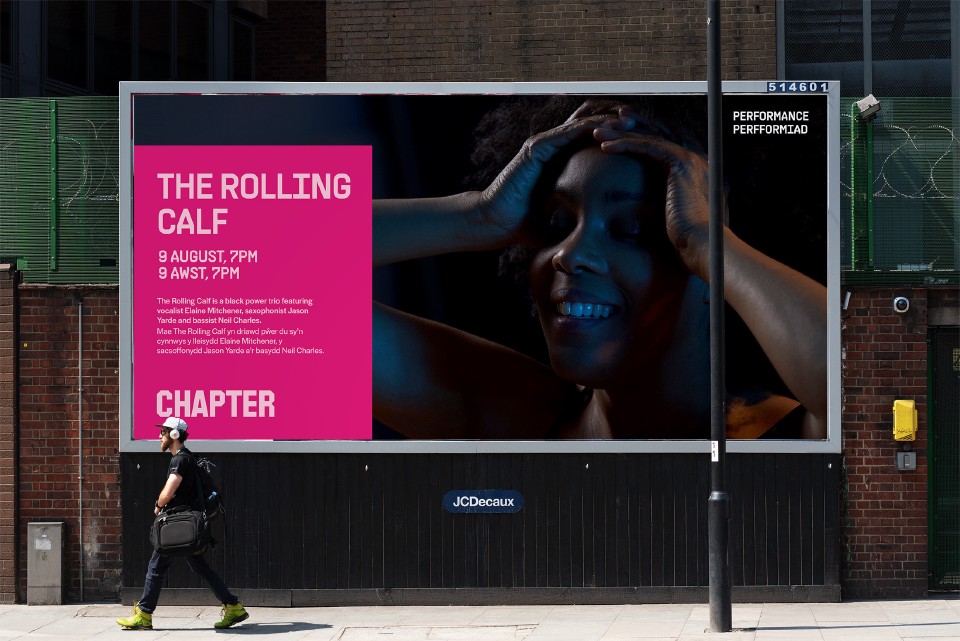 514601
PERFORMANCE
PERFFORMIAD
THE ROLLING
CALF
9 AUGUST, 7PM
9 AWST, 7PM
The Rolling Calf is a black power trio featuring
vocalist Elaine Mitchener, saxophonist Jason
Yarde and bassist Neil Charles.
Mae The Rolling Calf yn driawd pŵer du sy'n
cynnwys y lleisydd Elaine Mitchener, y
sacsoffonydd Jason Yarde a'r basydd Neil Charles.
CHAPTER
JCDecaux